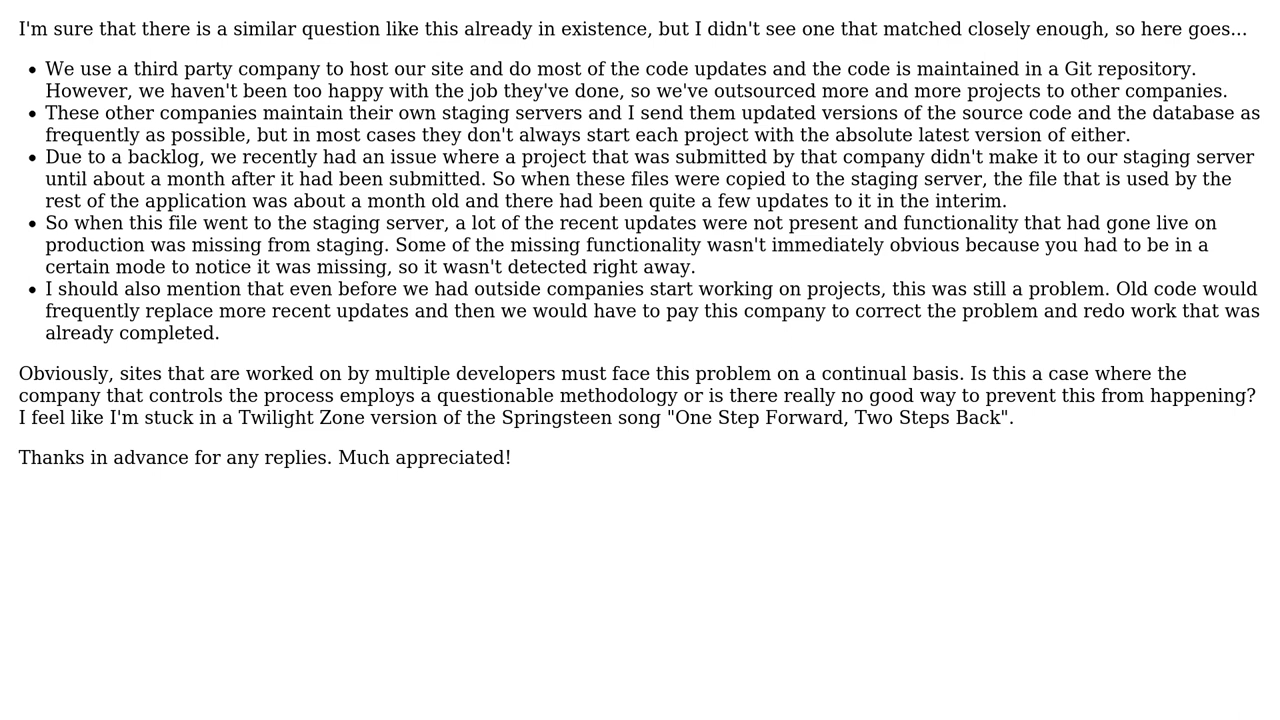 I'm sure that there is a similar question like this already in existence, but I didn't see one that matched closely enough, so here goes...
• We use a third party company to host our site and do most of the code updates and the code is maintained in a Git repository.
However, we haven't been too happy with the job they've done, so we've outsourced more and more projects to other companies.
• These other companies maintain their own staging servers and I send them updated versions of the source code and the database as
frequently as possible, but in most cases they don't always start each project with the absolute latest version of either.
• Due to a backlog, we recently had an issue where a project that was submitted by that company didn't make it to our staging server
until about a month after it had been submitted. So when these files were copied to the staging server, the file that is used by the
rest of the application was about a month old and there had been quite a few updates to it in the interim.
• So when this file went to the staging server, a lot of the recent updates were not present and functionality that had gone live on
production was missing from staging. Some of the missing functionality wasn't immediately obvious because you had to be in a
certain mode to notice it was missing, so it wasn't detected right away.
• I should also mention that even before we had outside companies start working on projects, this was still a problem. Old code would
frequently replace more recent updates and then we would have to pay this company to correct the problem and redo work that was
already completed.
Obviously, sites that are worked on by multiple developers must face this problem on a continual basis. Is this a case where the
company that controls the process employs a questionable methodology or is there really no good way to prevent this from happening?
I feel like I'm stuck in a Twilight Zone version of the Springsteen song "One Step Forward, Two Steps Back".
Thanks in advance for any replies. Much appreciated!